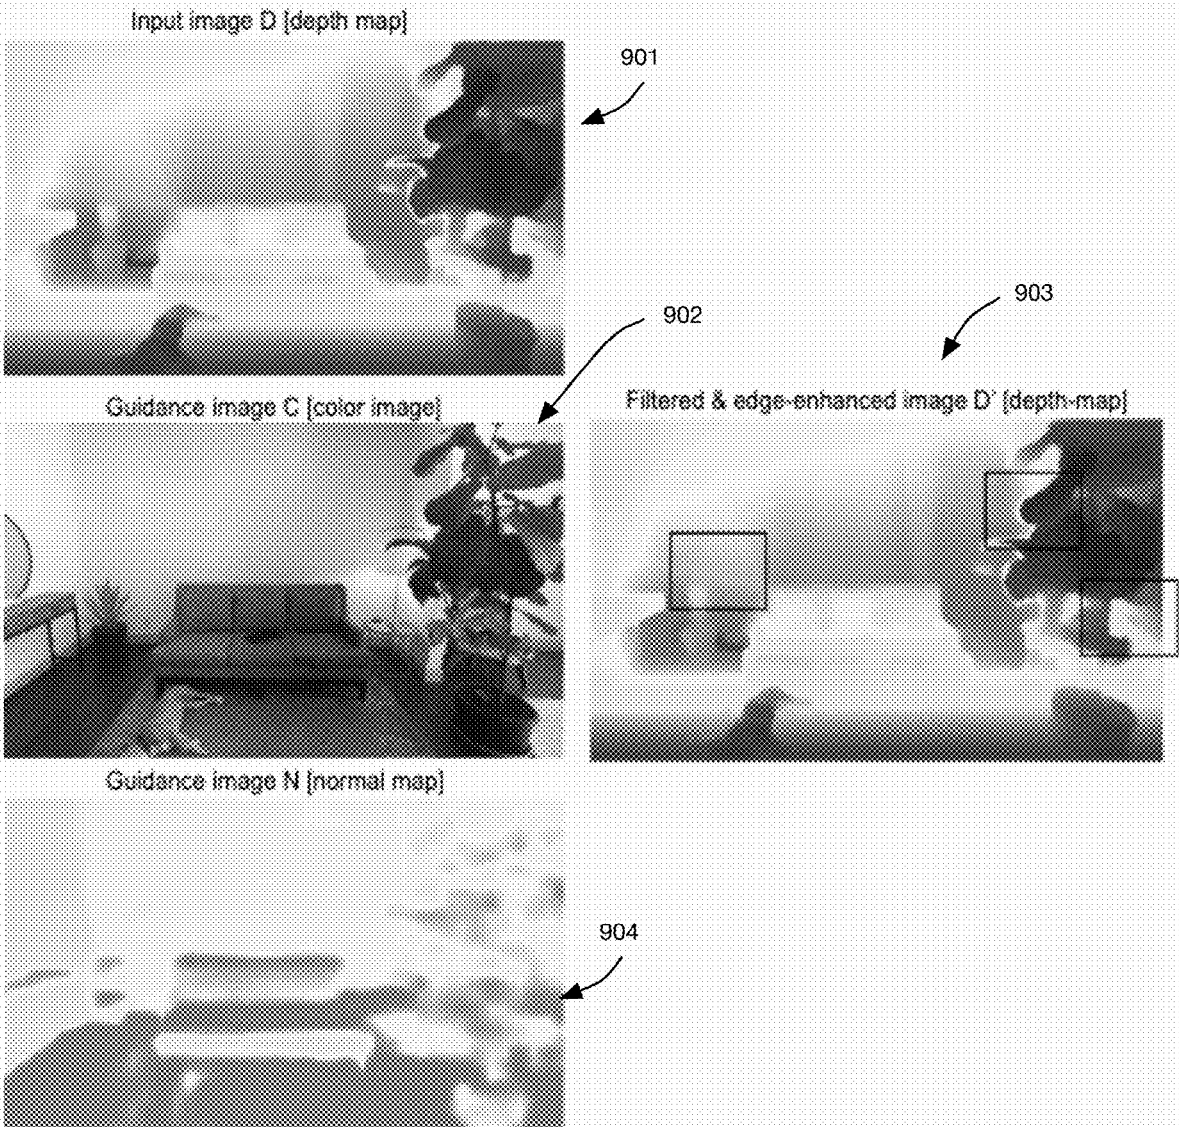 Input image D [depth map]
901
902
903
Guidance image C [color image]
Filtered & edge-enhanced image D` [depth-map]
Guidance image N [normal map]
904